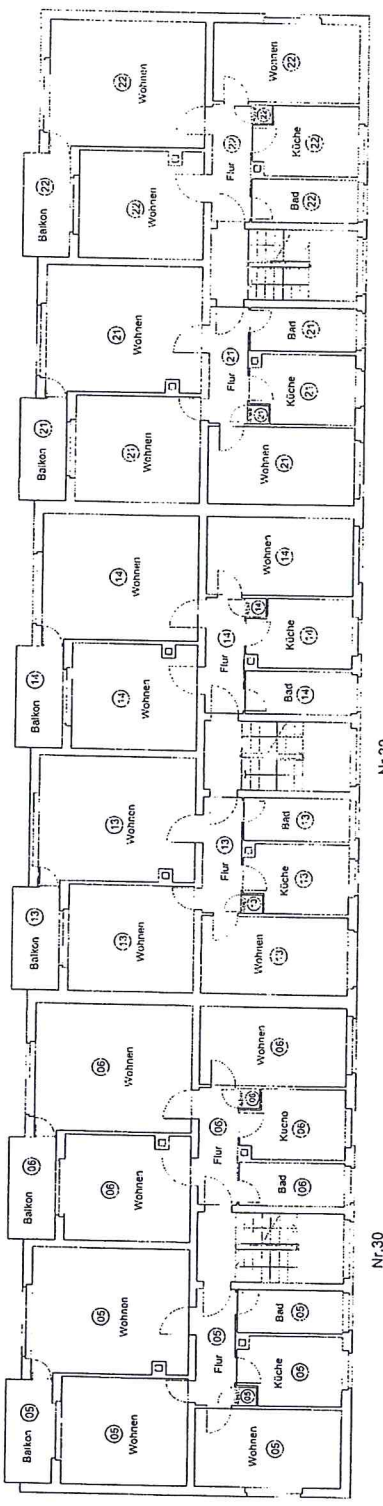 Balkon 05
Balkon 06
Balkon 13
Balkon 14
Balkon 21
Balkon 22
05 Wohnen
05 Wohnen
06 Wohnen
06 Wohnen
13 Wohnen
13 Wohnen
14 Wohnen
14 Wohnen
21 Wohnen
21 Wohnen
22 Wohnen
22 Wohnen
Flur 05
Flur 06
Flur 13
Flur 14
Flur 21
Flur 22
05
06
13
14
21
22
Wohnen 05
Küche 05
Bad 05
Bad 06
Küche 06
Wohnen 06
Wohnen 13
Küche 13
Bad 13
Bad 14
Küche 14
Wohnen 14
Wohnen 21
Küche 21
Bad 21
Bad 22
Küche 22
Wohnen 22
Nr.30